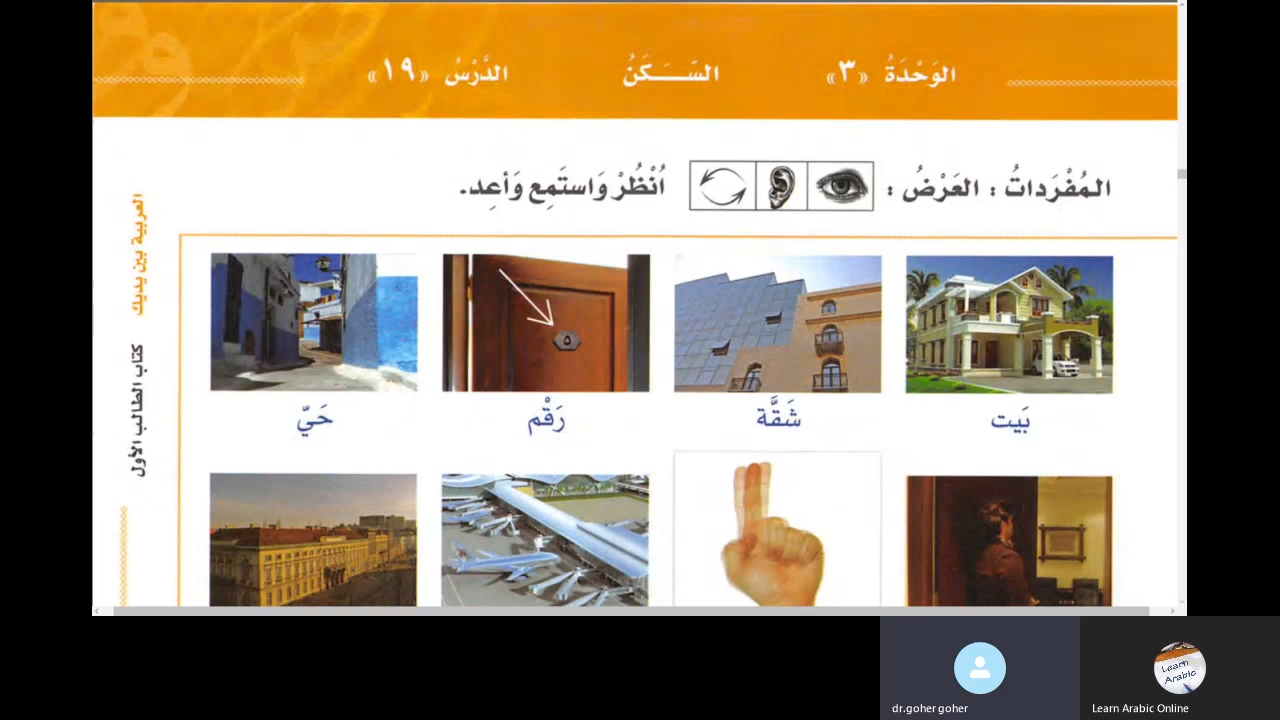 الوَحْدَةُ «٣» السَّـــكَنُ الدَّرْسُ «١٩»
المُفْرَداتُ : العَرْضُ : اُنْظُرْ وَاستَمِع وَأعِد.
بَيت شَقَّة رَقْم حَيّ
٥
العربية بين يديك كتاب الطالب الأول
dr.goher goher
Learn Arabic
Learn Arabic Online